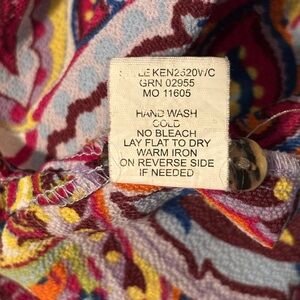 STYLE KEN2520V/C
GRN 02955
MO 11605
HAND WASH
COLD
NO BLEACH
LAY FLAT TO DRY
WARM IRON
ON REVERSE SIDE
IF NEEDED